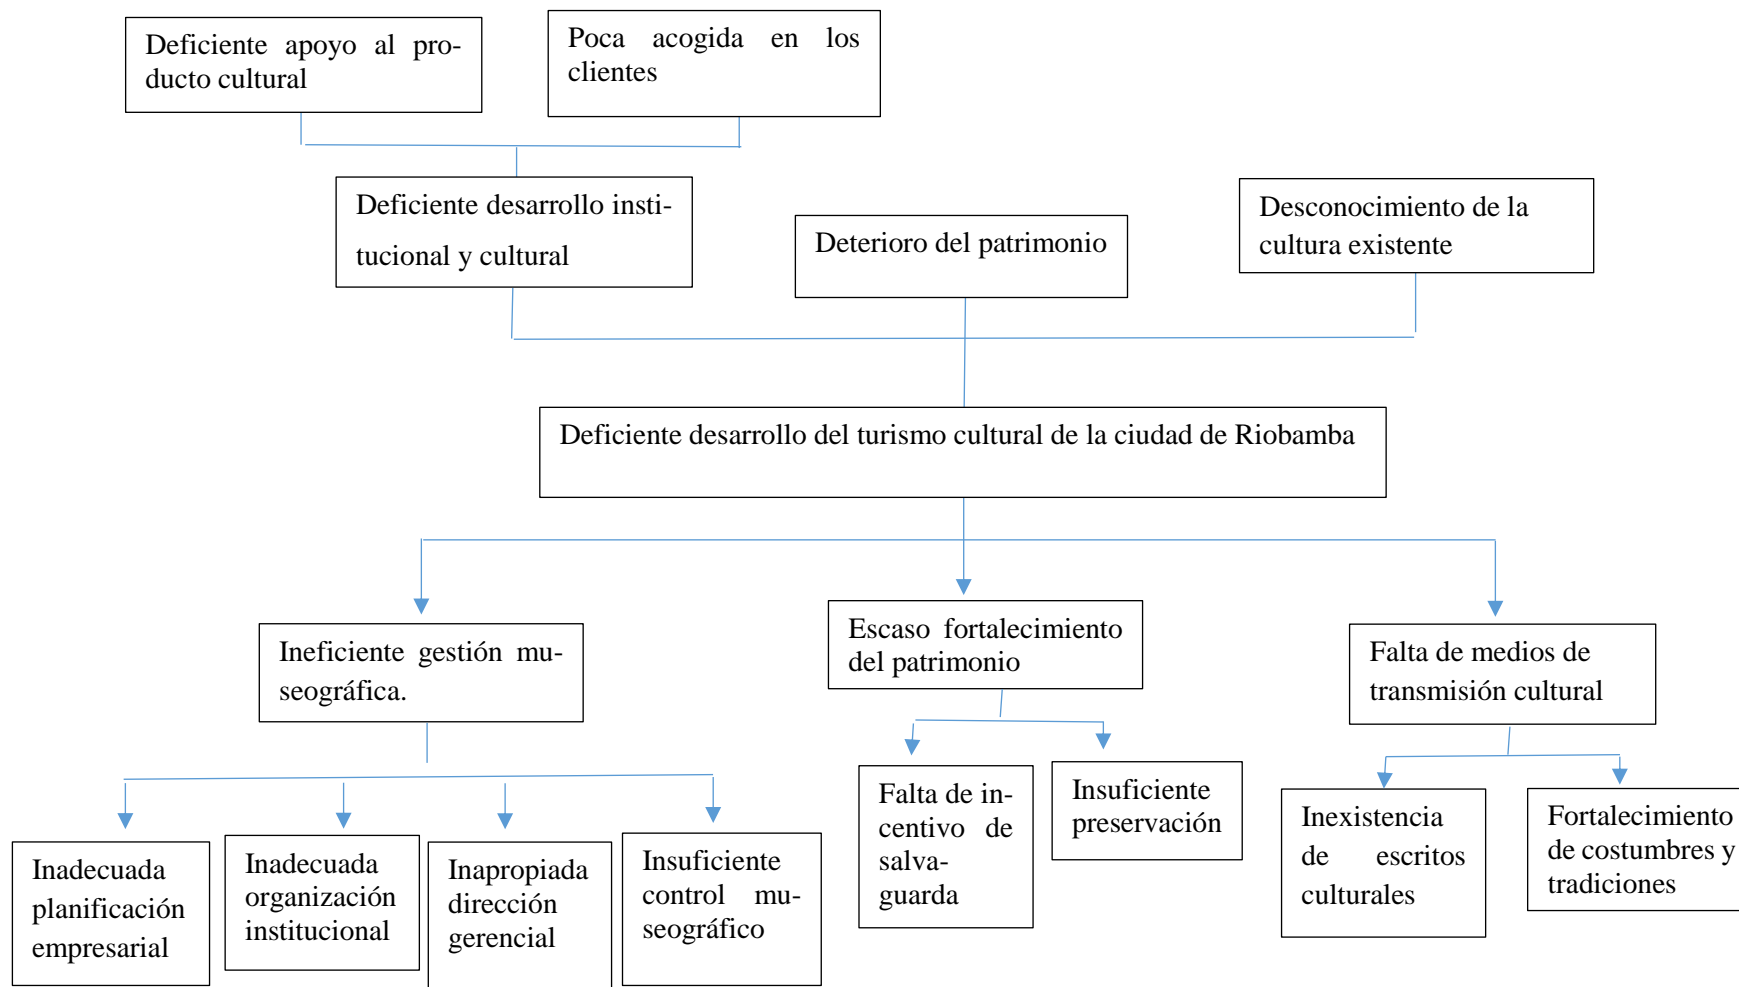 Deficiente apoyo al pro-
ducto cultural
Poca acogida en los
clientes
Deficiente desarrollo insti-
tucional y cultural
Deterioro del patrimonio
Desconocimiento de la
cultura existente
Deficiente desarrollo del turismo cultural de la ciudad de Riobamba
Ineficiente gestión mu-
seográfica.
Escaso fortalecimiento
del patrimonio
Falta de medios de
transmisión cultural
Inadecuada
planificación
empresarial
Inadecuada
organización
institucional
Inapropiada
dirección
gerencial
Insuficiente
control mu-
seográfico
Falta de in-
centivo de
salva-
guarda
Insuficiente
preservación
Inexistencia
de escritos
culturales
Fortalecimiento
de costumbres y
tradiciones